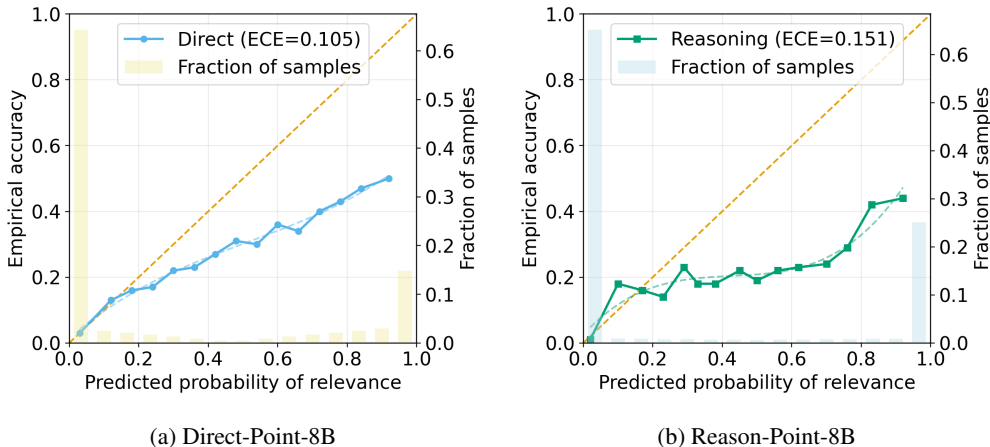 Direct (ECE=0.105)
Fraction of samples
Empirical accuracy
1.0
0.8
0.6
0.4
0.2
0.0
0.0 0.2 0.4 0.6 0.8 1.0
Predicted probability of relevance
0.6
0.5
0.4
0.3
0.2
0.1
0.0
Fraction of samples
(a) Direct-Point-8B
Reasoning (ECE=0.151)
Fraction of samples
Empirical accuracy
1.0
0.8
0.6
0.4
0.2
0.0
0.0 0.2 0.4 0.6 0.8 1.0
Predicted probability of relevance
0.6
0.5
0.4
0.3
0.2
0.1
0.0
Fraction of samples
(b) Reason-Point-8B